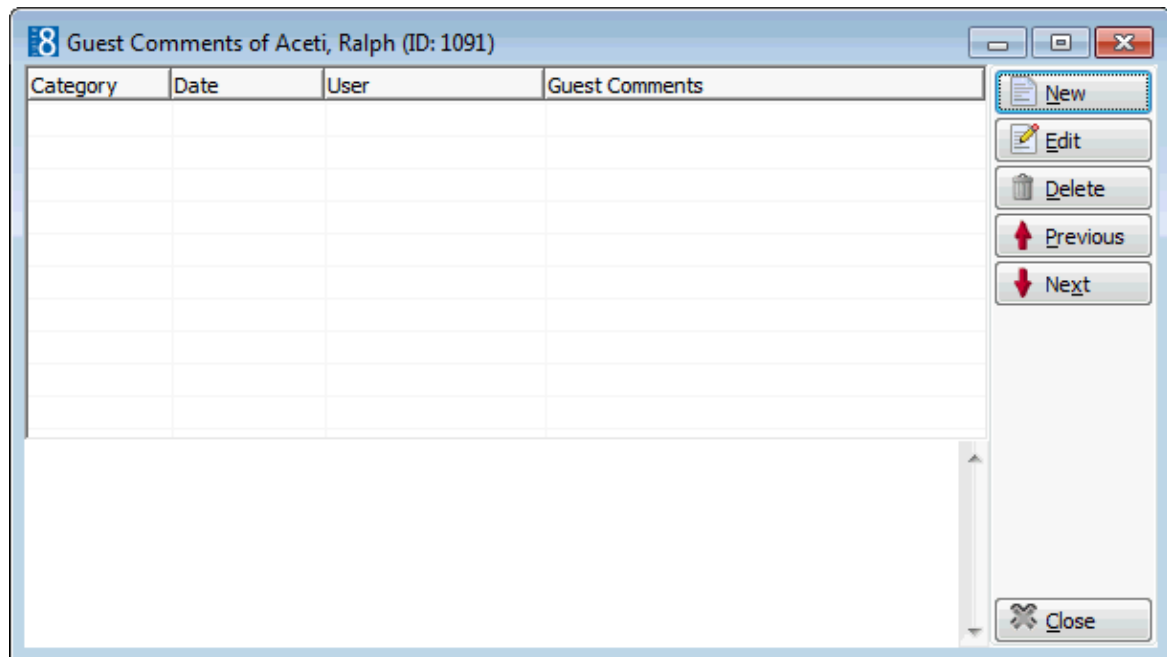 8 Guest Comments of Aceti, Ralph (ID: 1091)
Category Date User Guest Comments
New
Edit
Delete
Previous
Next
Close